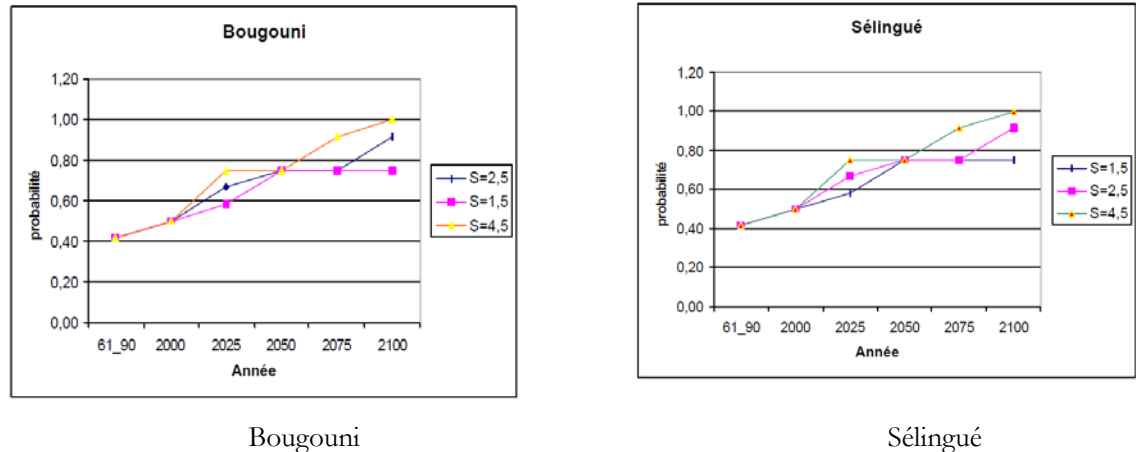 Bougouni
1,20
1,00
0,80
0,60
0,40
0,20
0,00
probabilité
61_90 2000 2025 2050 2075 2100
Année
S=2,5
S=1,5
S=4,5
Sélingué
1,20
1,00
0,80
0,60
0,40
0,20
0,00
probabilité
61_90 2000 2025 2050 2075 2100
Année
S=1,5
S=2,5
S=4,5
Bougouni
Sélingué